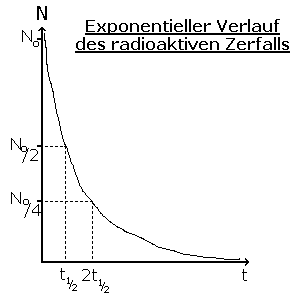 N
Exponentieller Verlauf
des radioaktiven Zerfalls
N₀
N₀/2
N₀/4
t½ 2t½ t